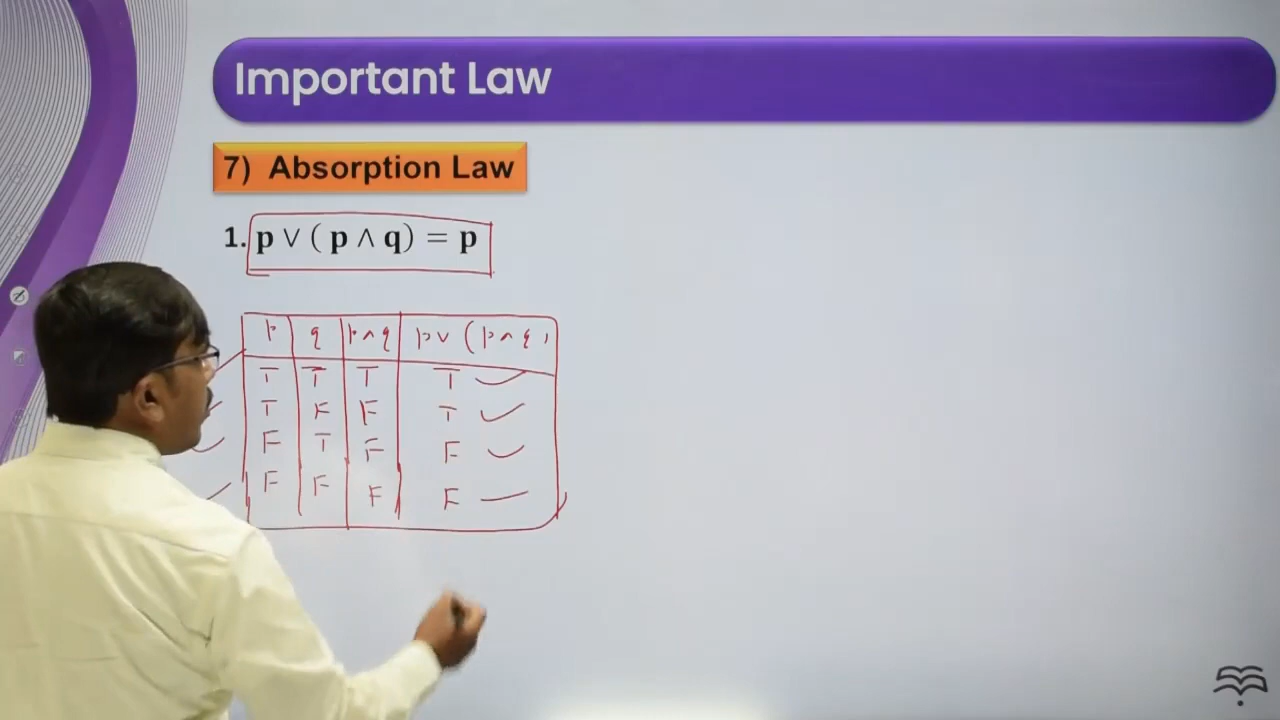 Important Law
7) Absorption Law
1. p ∨ ( p ∧ q) = p
p q p∧q p∨ (p∧q)
T T T T
T F F T
F T F F
F F F F